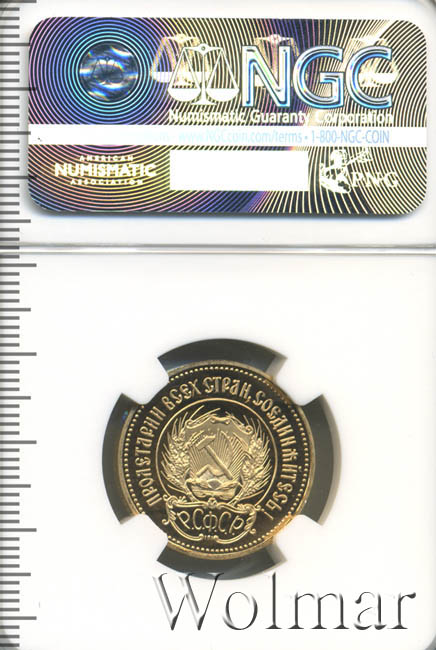 NGC
Numismatic Guaranty Corporation
www.NGCcoin.com/terms • 1-800-NGC-COIN
AMERICAN
NUMISMATIC
ASSOCIATION
PNG
ПРОЛЕТАРИИ ВСЕХ СТРАН, СОЕДИНЯЙТЕСЬ
Р.С.Ф.С.Р.
Wolmar